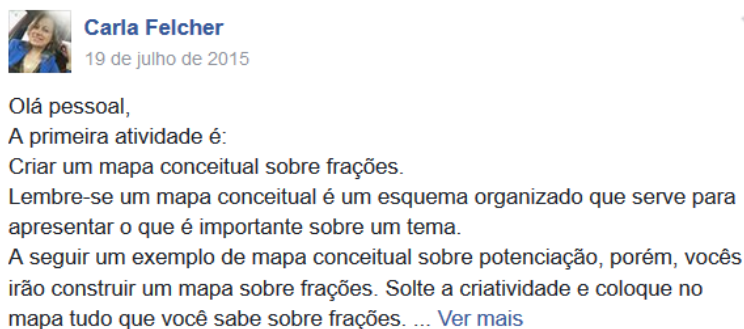 Carla Felcher
19 de julho de 2015
Olá pessoal,
A primeira atividade é:
Criar um mapa conceitual sobre frações.
Lembre-se um mapa conceitual é um esquema organizado que serve para
apresentar o que é importante sobre um tema.
A seguir um exemplo de mapa conceitual sobre potenciação, porém, vocês
irão construir um mapa sobre frações. Solte a criatividade e coloque no
mapa tudo que você sabe sobre frações. ... Ver mais